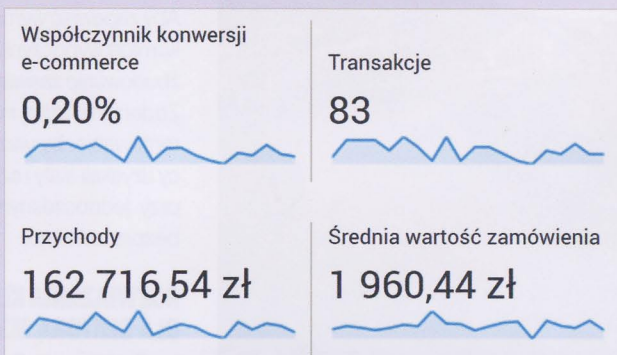 Współczynnik konwersji
e-commerce
0,20%
Transakcje
83
Przychody
162 716,54 zł
Średnia wartość zamówienia
1 960,44 zł